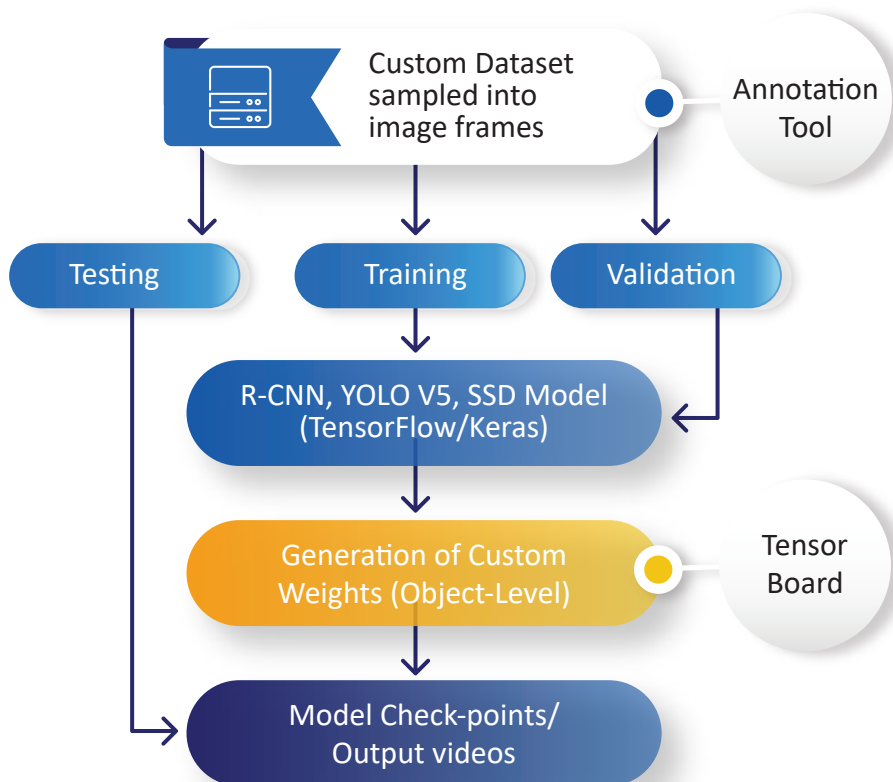 Custom Dataset
sampled into
image frames
Annotation
Tool
Testing
Training
Validation
R-CNN, YOLO V5, SSD Model
(TensorFlow/Keras)
Generation of Custom
Weights (Object-Level)
Tensor
Board
Model Check-points/
Output videos